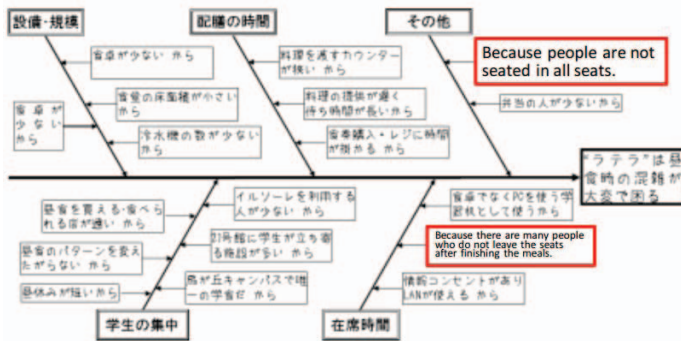 設備・規模
配膳の時間
その他
食卓が少ない から
食堂の床面積が小さい
から
食卓が
少ない
から
冷水機の数が少ない
から
料理を渡すカウンター
が狭い から
料理の提供が遅く
待ち時間が長いから
食券購入・レジに時間
が掛かる から
Because people are not
seated in all seats.
弁当の人が少ないから
"ラテラ"は昼
食時の混雑が
大変で困る
昼食を買える・食べら
れる店が遠い から
昼食のパターンを変え
たがらない から
昼休みが短いから
イルソーレを利用する
人が少ない から
21号館に学生が立ち寄
る施設が多い から
鳥が丘キャンパスで唯
一の学食だ から
食卓でなくPCを使う学
習机として使うから
Because there are many people
who do not leave the seats
after finishing the meals.
情報コンセントがあり
LANが使える から
学生の集中
在席時間